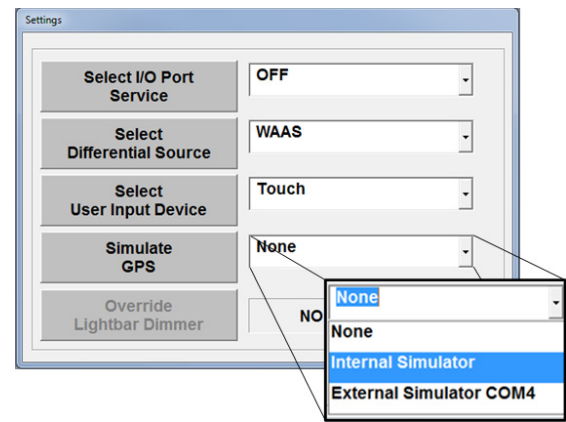 Settings
Select I/O Port
Service
OFF
Select
Differential Source
WAAS
Select
User Input Device
Touch
Simulate
GPS
None
Override
Lightbar Dimmer
NO
None
None
Internal Simulator
External Simulator COM4